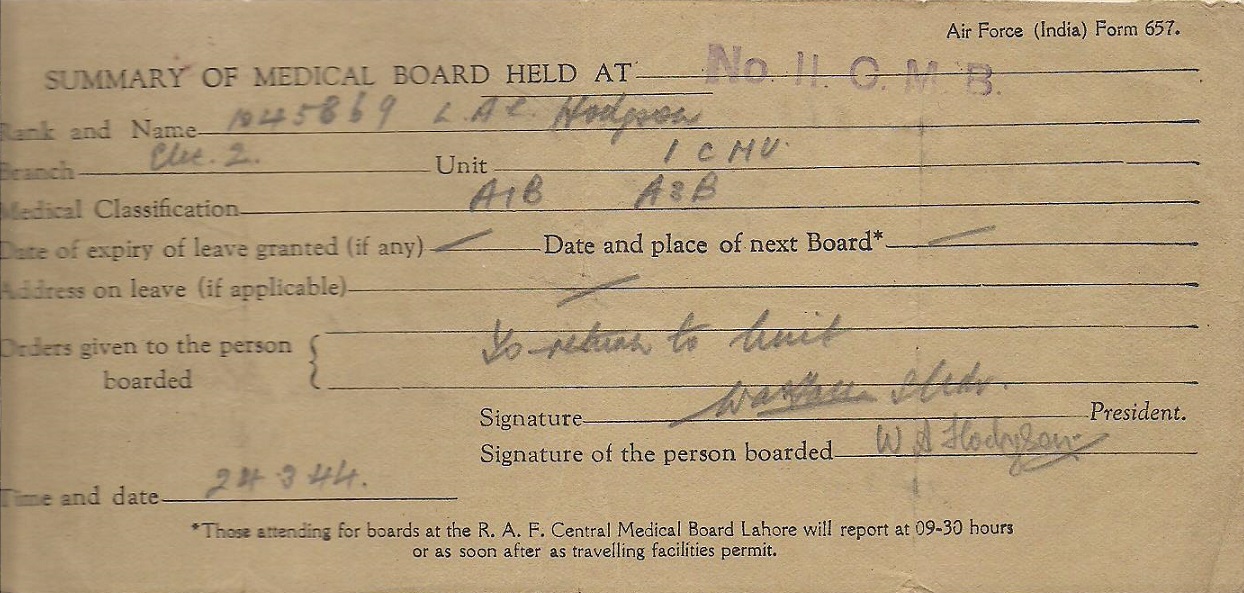 Air Force (India) Form 657.
SUMMARY OF MEDICAL BOARD HELD AT No. 11. C. M. B.
Rank and Name 1045869 L.A.C. Hodgson
Branch Elec. 2. Unit 1 C M U.
Medical Classification A1B A3B
Date of expiry of leave granted (if any) Date and place of next Board*
Address on leave (if applicable)
Orders given to the person
boarded
To return to Unit
Signature S/Ldr. President.
Signature of the person boarded W A Hodgson
Time and date 24 3 44.
*Those attending for boards at the R. A. F. Central Medical Board Lahore will report at 09-30 hours
or as soon after as travelling facilities permit.